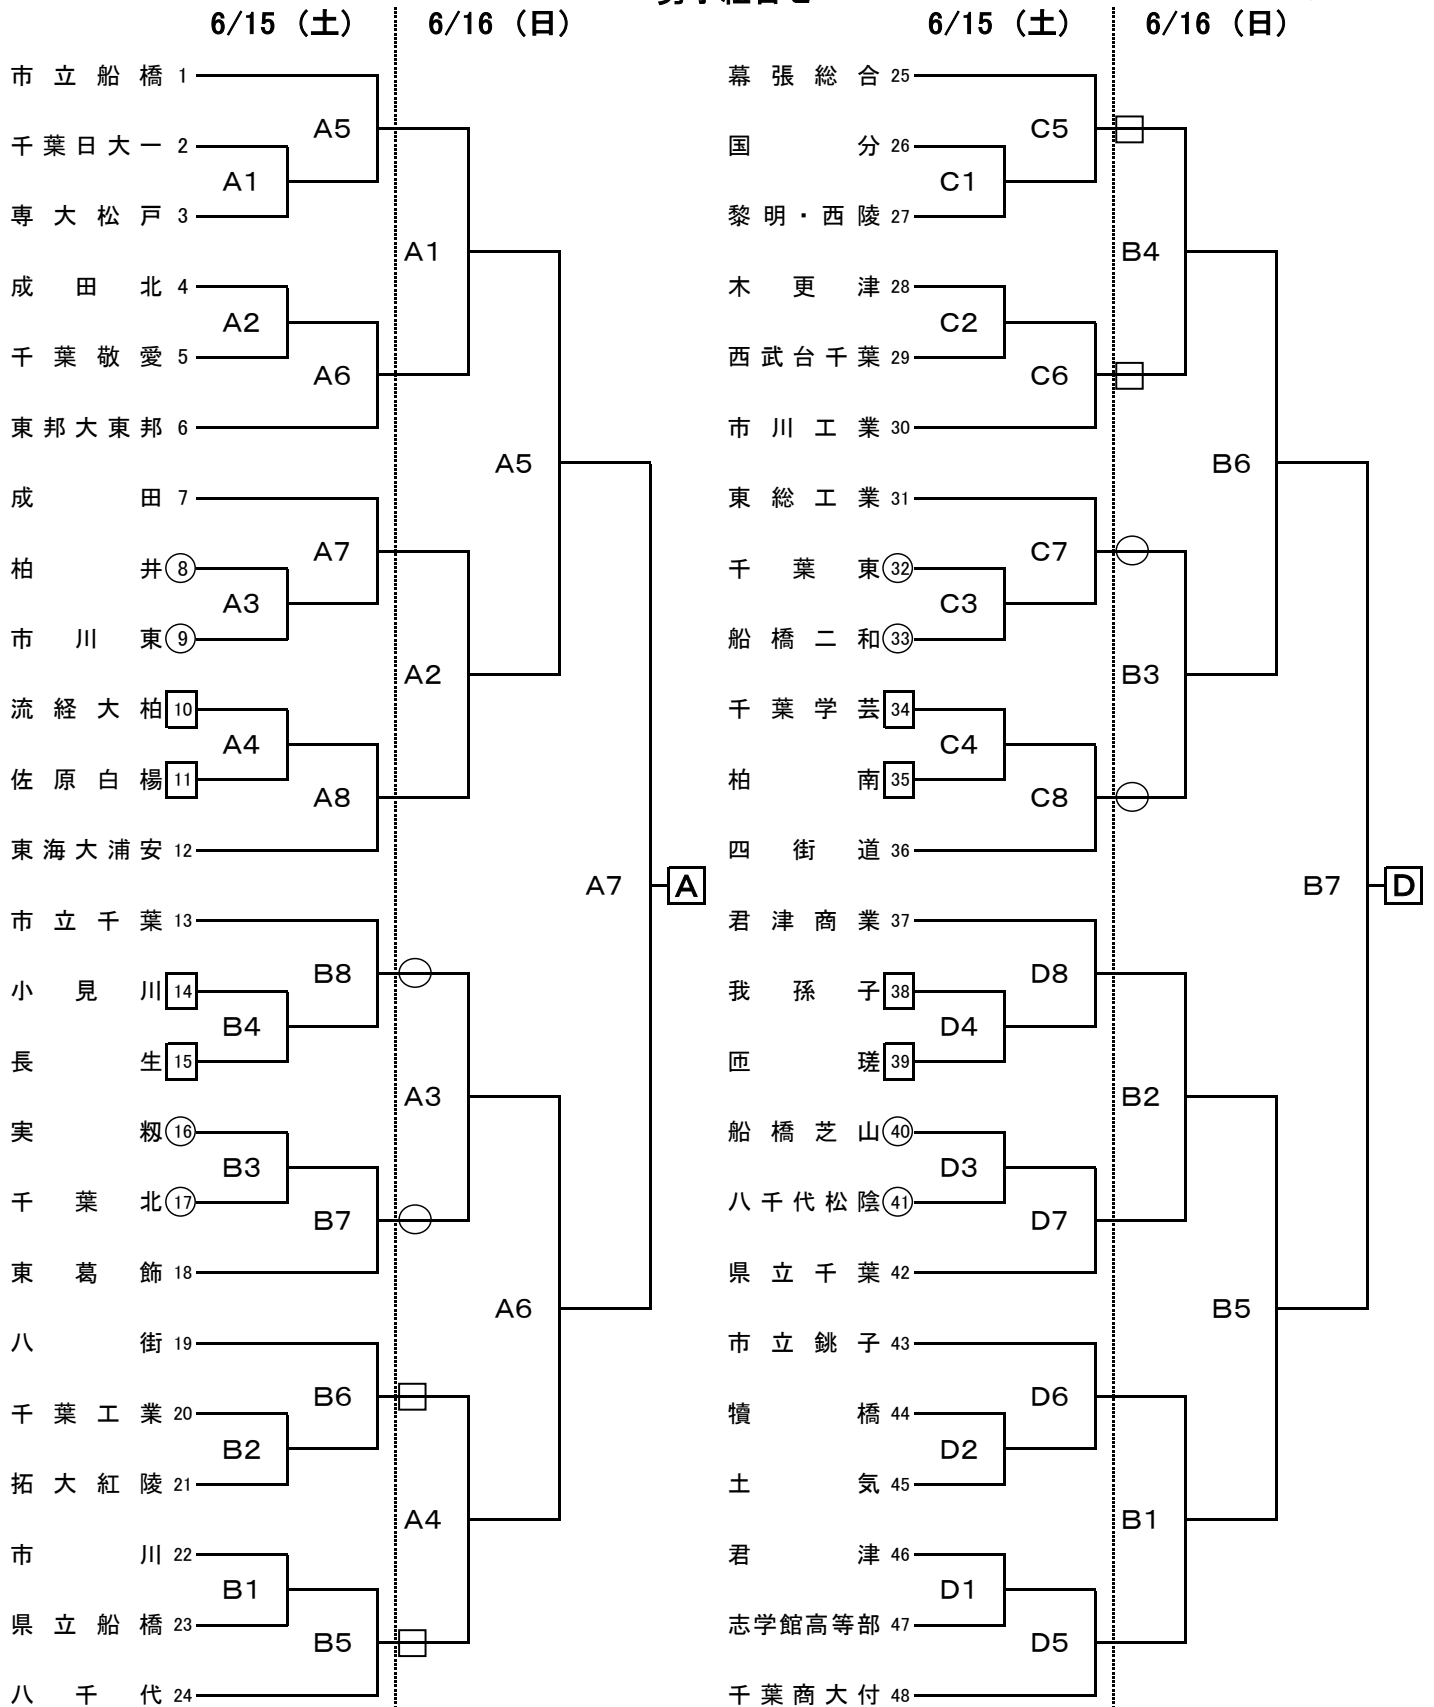 6/15（土） 6/16（日）
市立船橋 1
A5
千葉日大一 2
A1
専大松戸 3
A1
成田北 4
A2
千葉敬愛 5
A6
東邦大東邦 6
A5
成田 7
A7
柏井 8
A3
市川東 9
A2
流経大柏 10
A4
佐原白楊 11
A8
東海大浦安 12
A7 A
市立千葉 13
B8
小見川 14
B4
長生 15
A3
実籾 16
B3
千葉北 17
B7
東葛飾 18
A6
八街 19
B6
千葉工業 20
B2
拓大紅陵 21
A4
市川 22
B1
県立船橋 23
B5
八千代 24
6/15（土） 6/16（日）
幕張総合 25
C5
国分 26
C1
黎明・西陵 27
B4
木更津 28
C2
西武台千葉 29
C6
市川工業 30
B6
東総工業 31
C7
千葉東 32
C3
船橋二和 33
B3
千葉学芸 34
C4
柏南 35
C8
四街道 36
B7 D
君津商業 37
D8
我孫子 38
D4
匝瑳 39
B2
船橋芝山 40
D3
八千代松陰 41
D7
県立千葉 42
B5
市立銚子 43
D6
犢橋 44
D2
土気 45
B1
君津 46
D1
志学館高等部 47
D5
千葉商大付 48